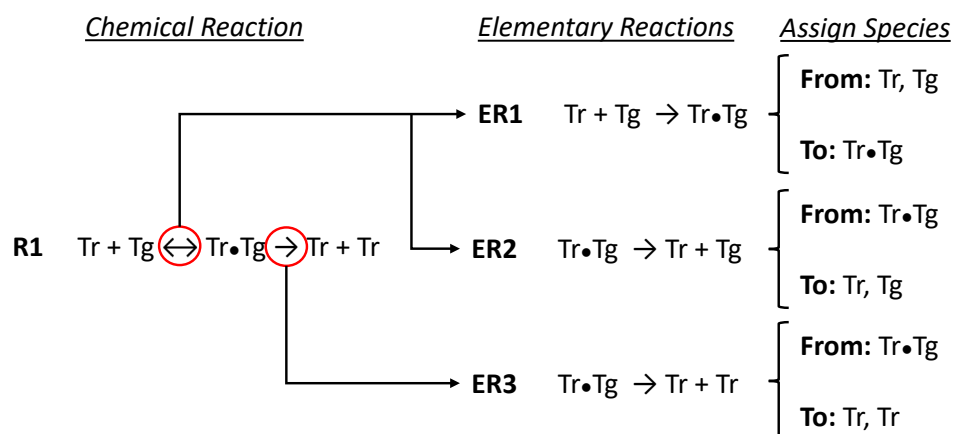 Chemical Reaction
Elementary Reactions
Assign Species
ER1 Tr + Tg → Tr•Tg
From: Tr, Tg
To: Tr•Tg
R1 Tr + Tg ↔ Tr•Tg → Tr + Tr
ER2 Tr•Tg → Tr + Tg
From: Tr•Tg
To: Tr, Tg
ER3 Tr•Tg → Tr + Tr
From: Tr•Tg
To: Tr, Tr